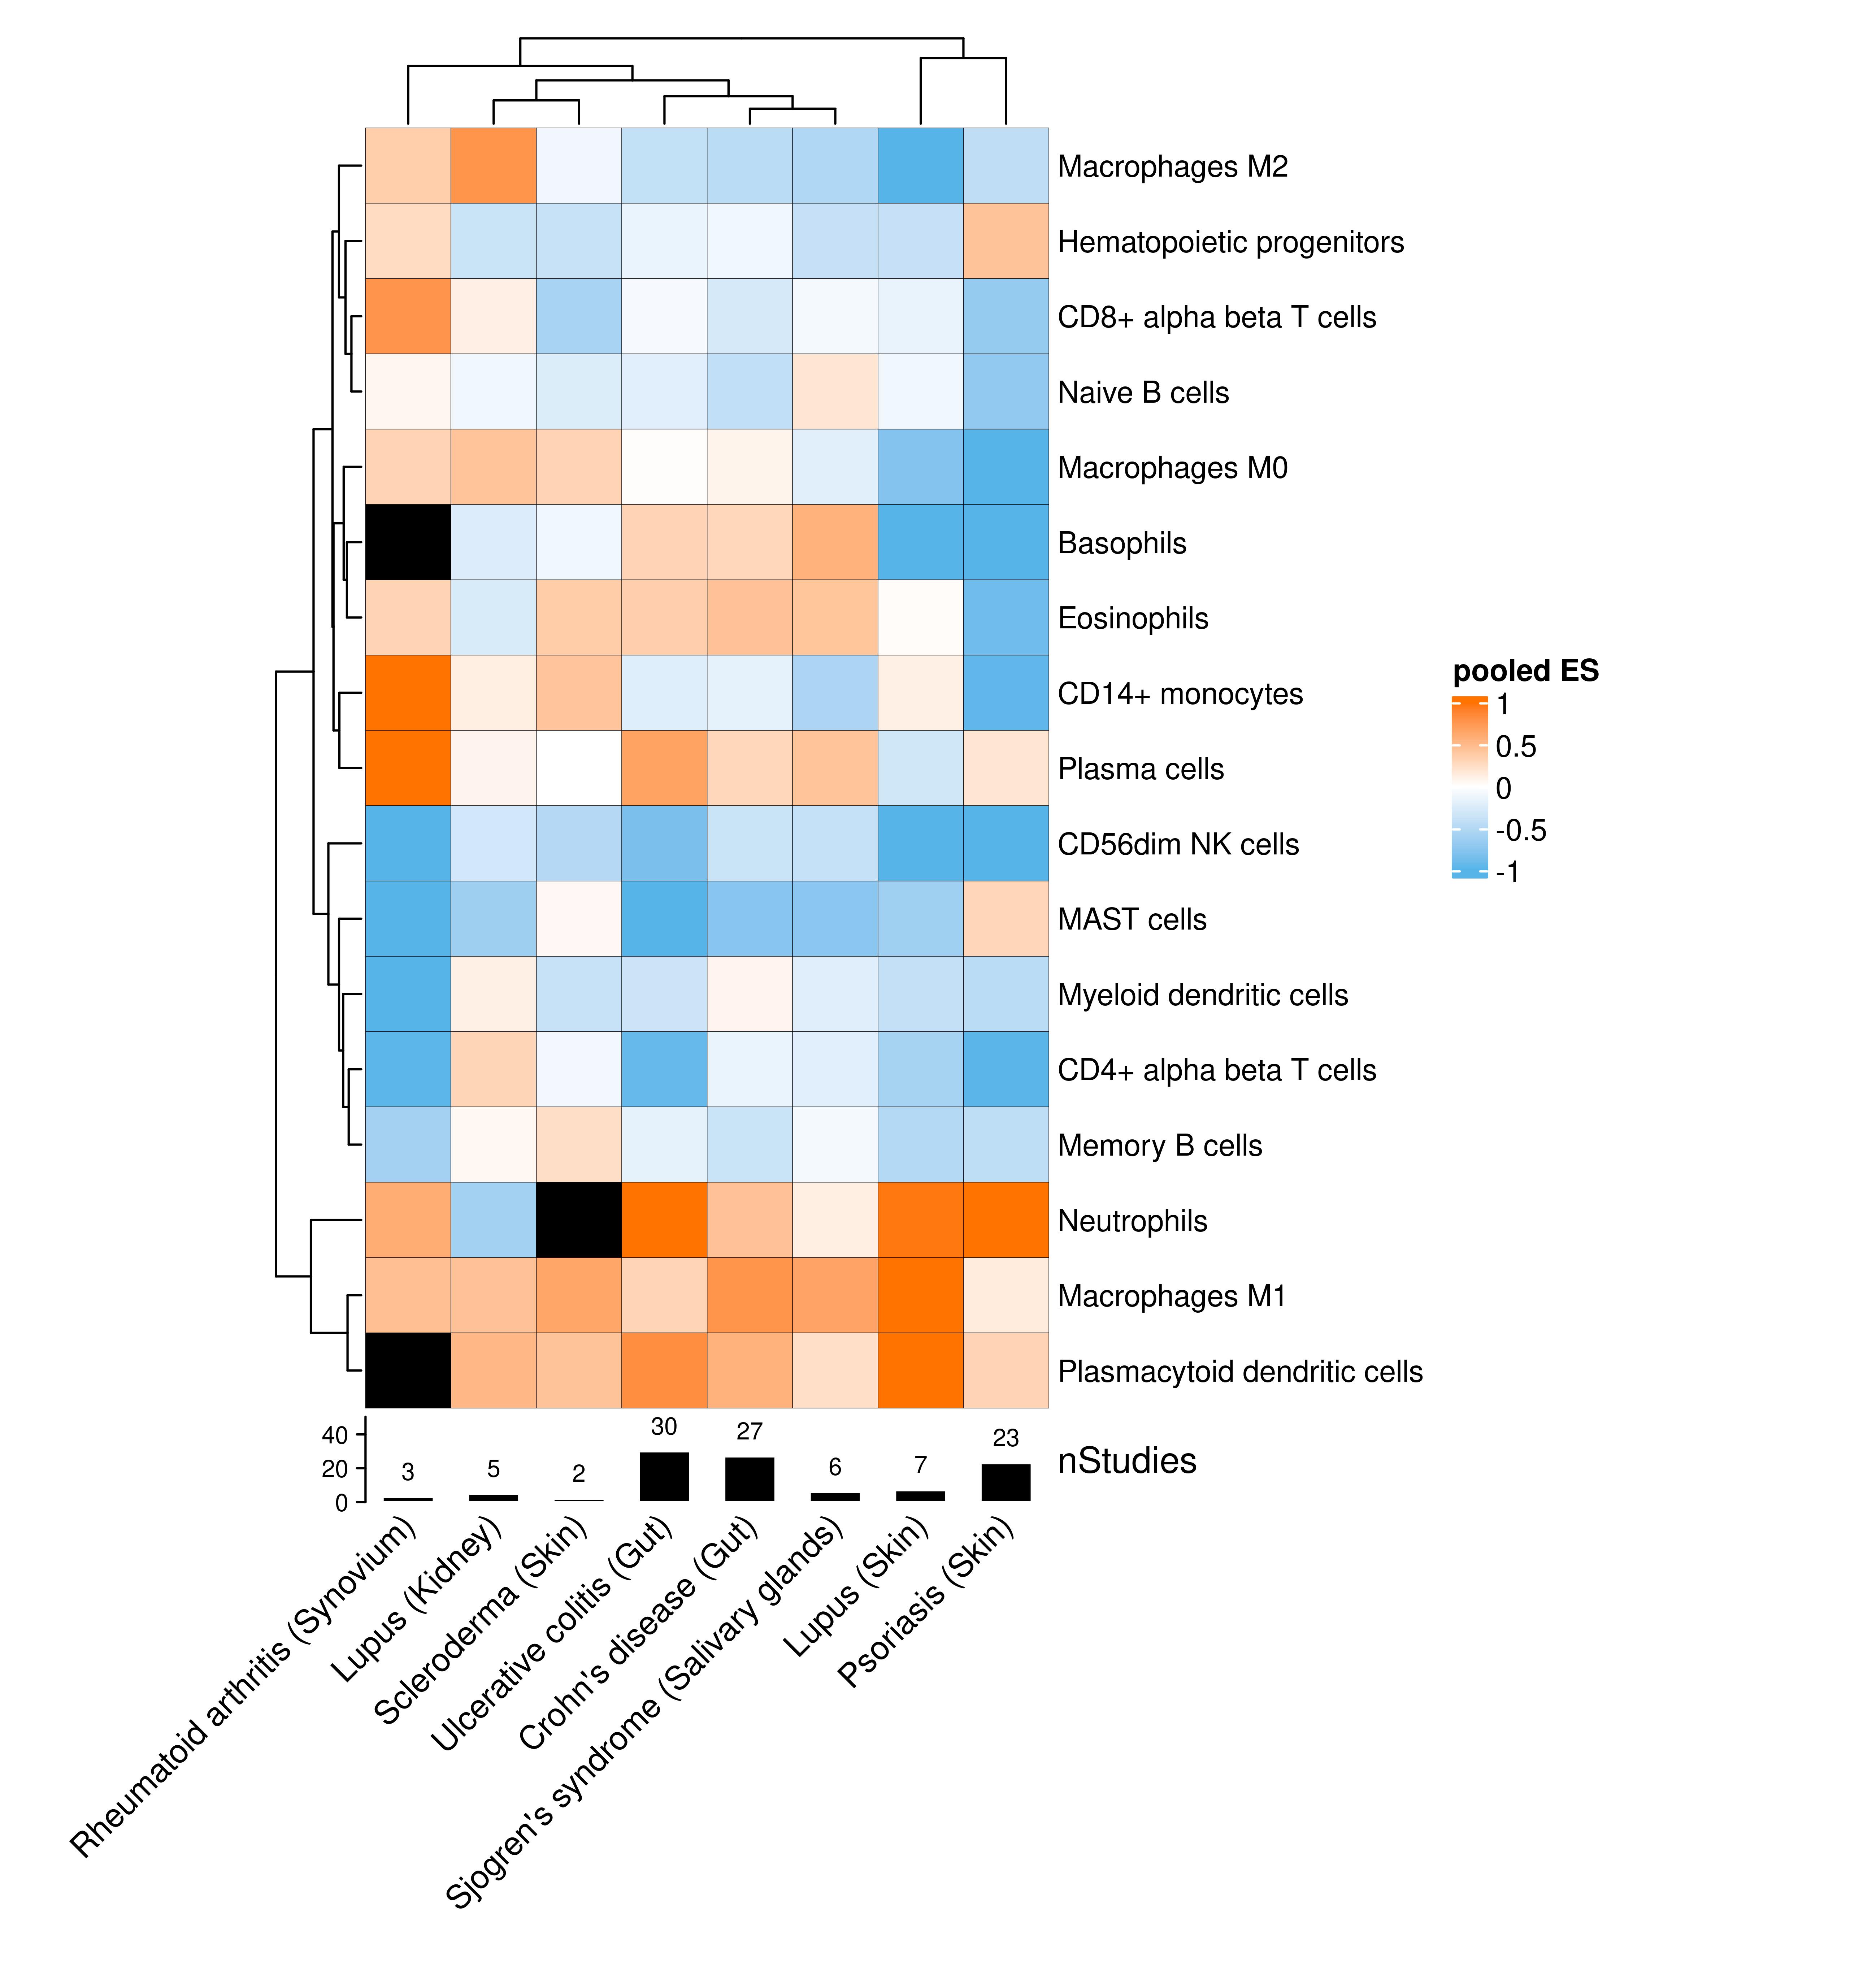 Macrophages M2
Hematopoietic progenitors
CD8+ alpha beta T cells
Naive B cells
Macrophages M0
Basophils
Eosinophils
CD14+ monocytes
Plasma cells
CD56dim NK cells
MAST cells
Myeloid dendritic cells
CD4+ alpha beta T cells
Memory B cells
Neutrophils
Macrophages M1
Plasmacytoid dendritic cells
pooled ES
1
0.5
0
-0.5
-1
40
20
0
3
5
2
30
27
6
7
23
nStudies
Rheumatoid arthritis (Synovium)
Lupus (Kidney)
Scleroderma (Skin)
Ulcerative colitis (Gut)
Crohn's disease (Gut)
Sjogren's syndrome (Salivary glands)
Lupus (Skin)
Psoriasis (Skin)